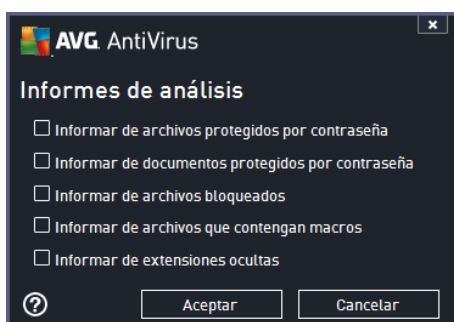 AVG AntiVirus
Informes de análisis
Informar de archivos protegidos por contraseña
Informar de documentos protegidos por contraseña
Informar de archivos bloqueados
Informar de archivos que contengan macros
Informar de extensiones ocultas
? Aceptar Cancelar